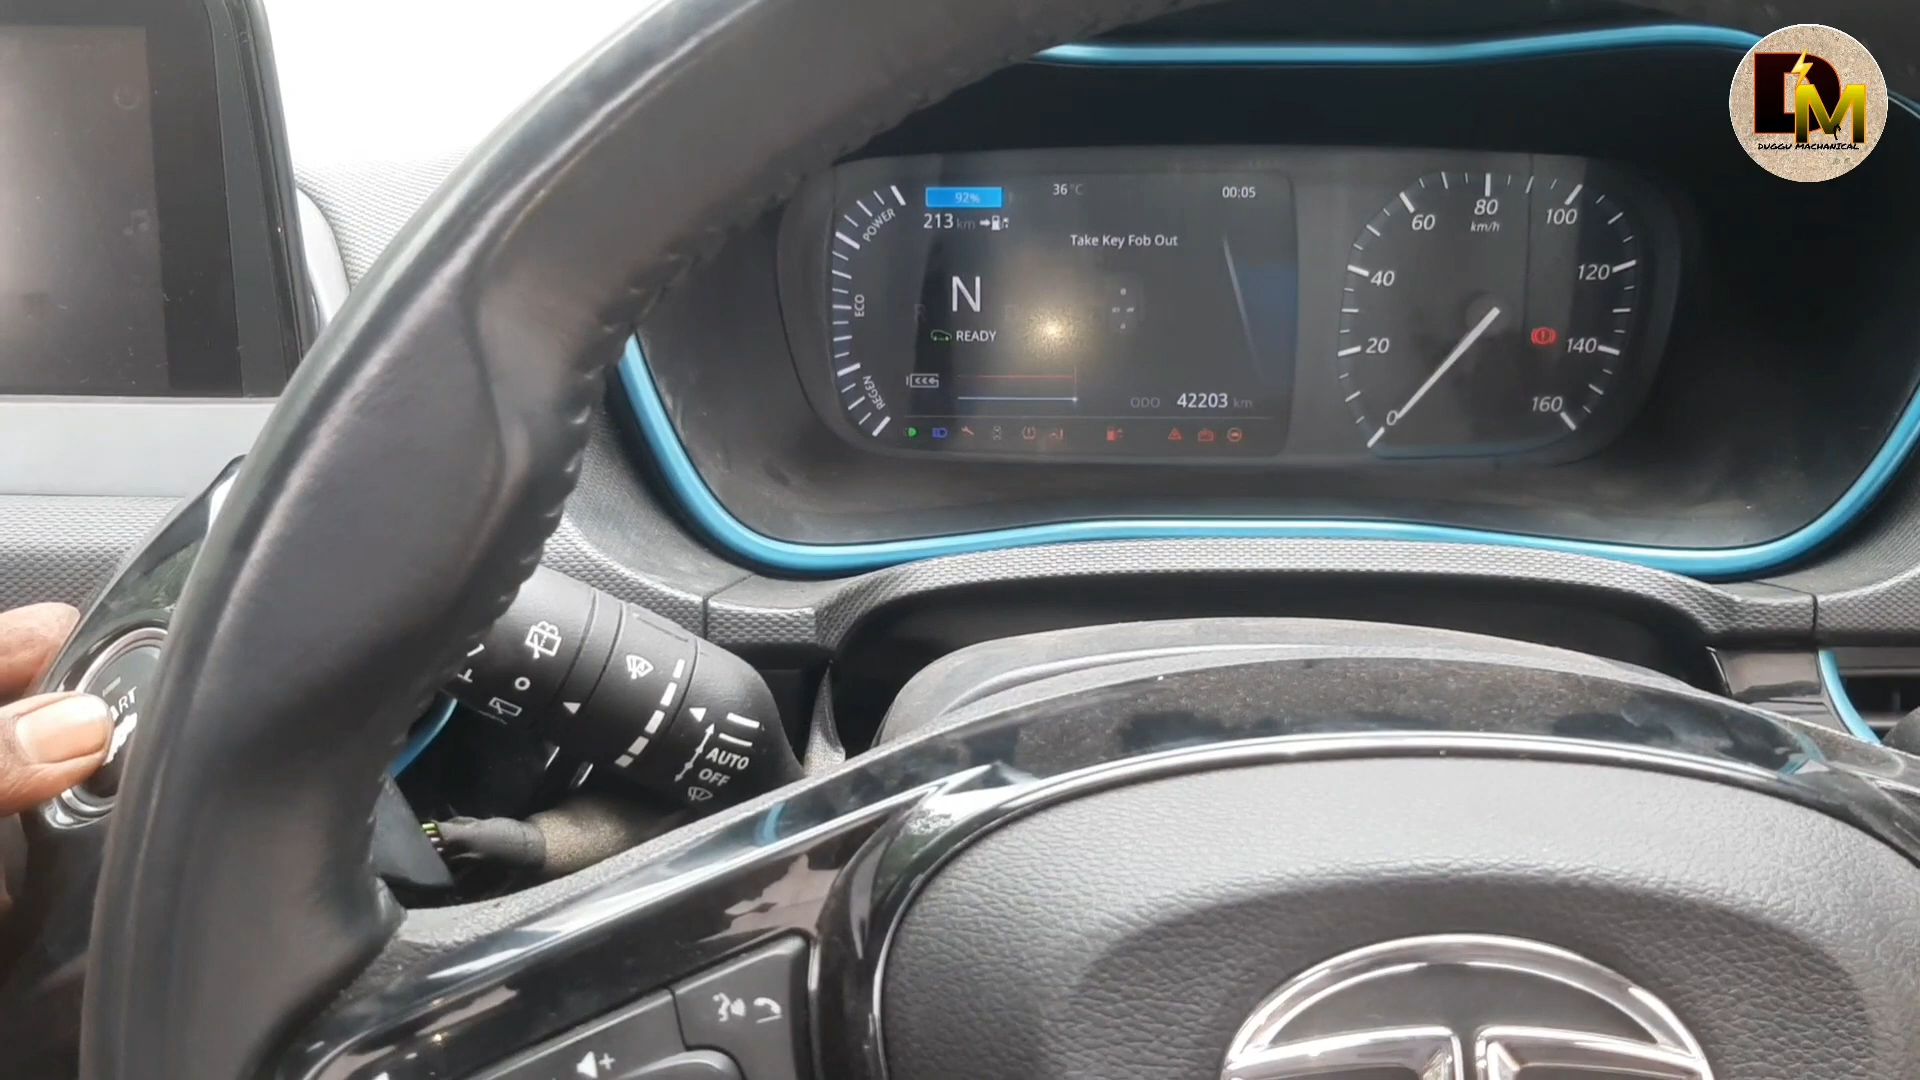 DM
DUGGU MACHANICAL
92%
36 °C
00:05
213 km
Take Key Fob Out
N
READY
POWER
ECO
REGEN
ODO 42203 km
0
20
40
60
80
100
120
140
160
km/h
AUTO
OFF